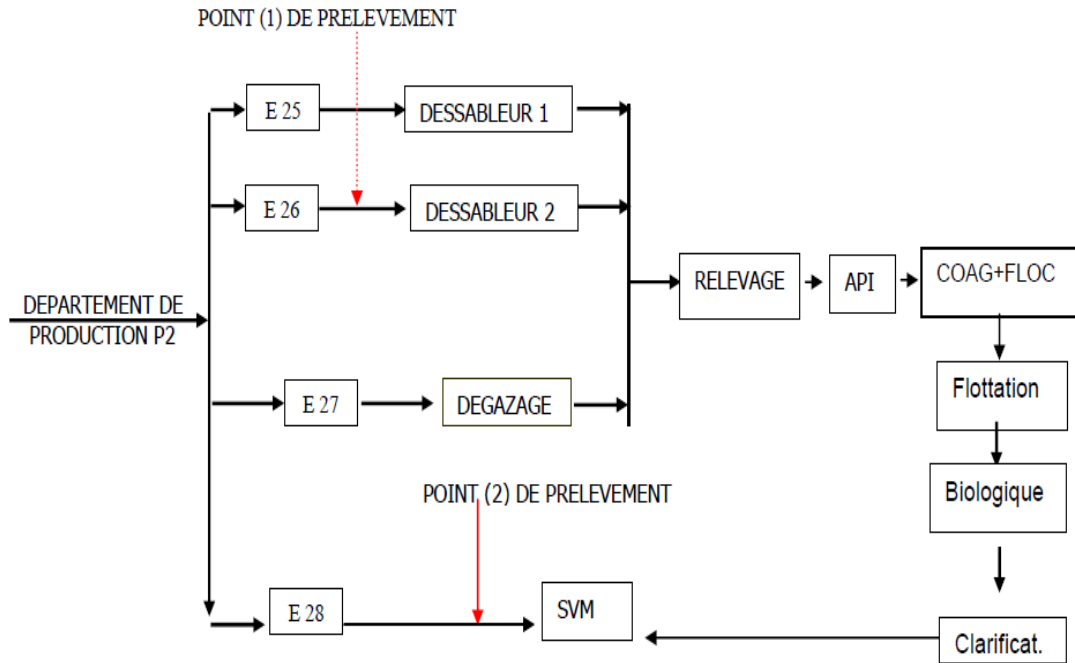 POINT (1) DE PRELEVEMENT
E 25
DESSABLEUR 1
E 26
DESSABLEUR 2
RELEVAGE
API
COAG+FLOC
DEPARTEMENT DE
PRODUCTION P2
Flottation
E 27
DEGAZAGE
Biologique
POINT (2) DE PRELEVEMENT
E 28
SVM
Clarificat.